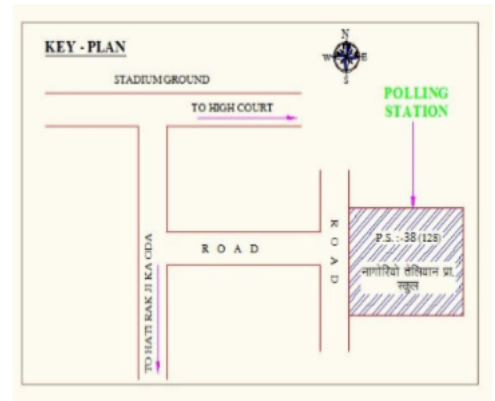 KEY - PLAN
N
W
E
S
STADIUM GROUND
TO HIGH COURT
POLLING
STATION
ROAD
ROAD
P.S. :-38 (128)
नागोरियो तेलियान प्रा.
स्कुल
TO HATI RAK JI KA ODA